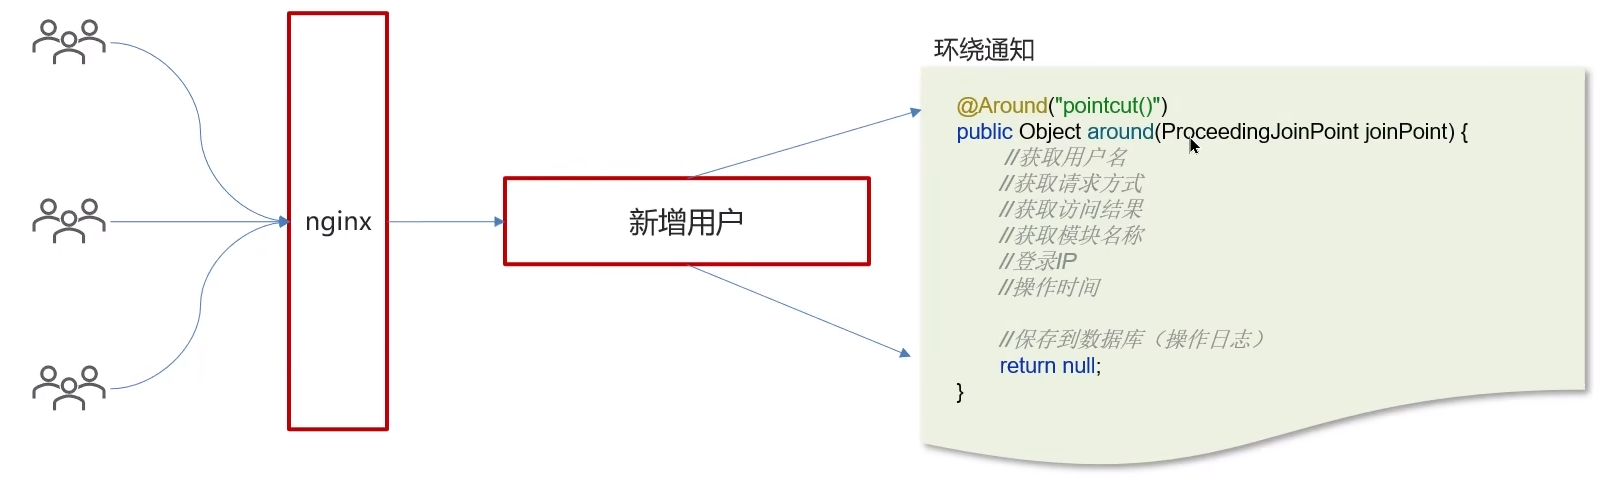 nginx
新增用户
环绕通知
@Around("pointcut()")
public Object around(ProceedingJoinPoint joinPoint) {
//获取用户名
//获取请求方式
//获取访问结果
//获取模块名称
//登录IP
//操作时间
//保存到数据库（操作日志）
return null;
}